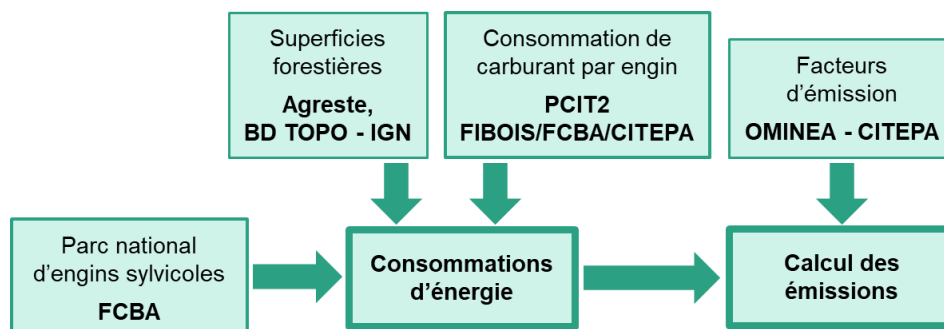 Superficies
forestières
Agreste,
BD TOPO - IGN
Consommation de
carburant par engin
PCIT2
FIBOIS/FCBA/CITEPA
Facteurs
d’émission
OMINEA - CITEPA
Parc national
d’engins sylvicoles
FCBA
Consommations
d’énergie
Calcul des
émissions